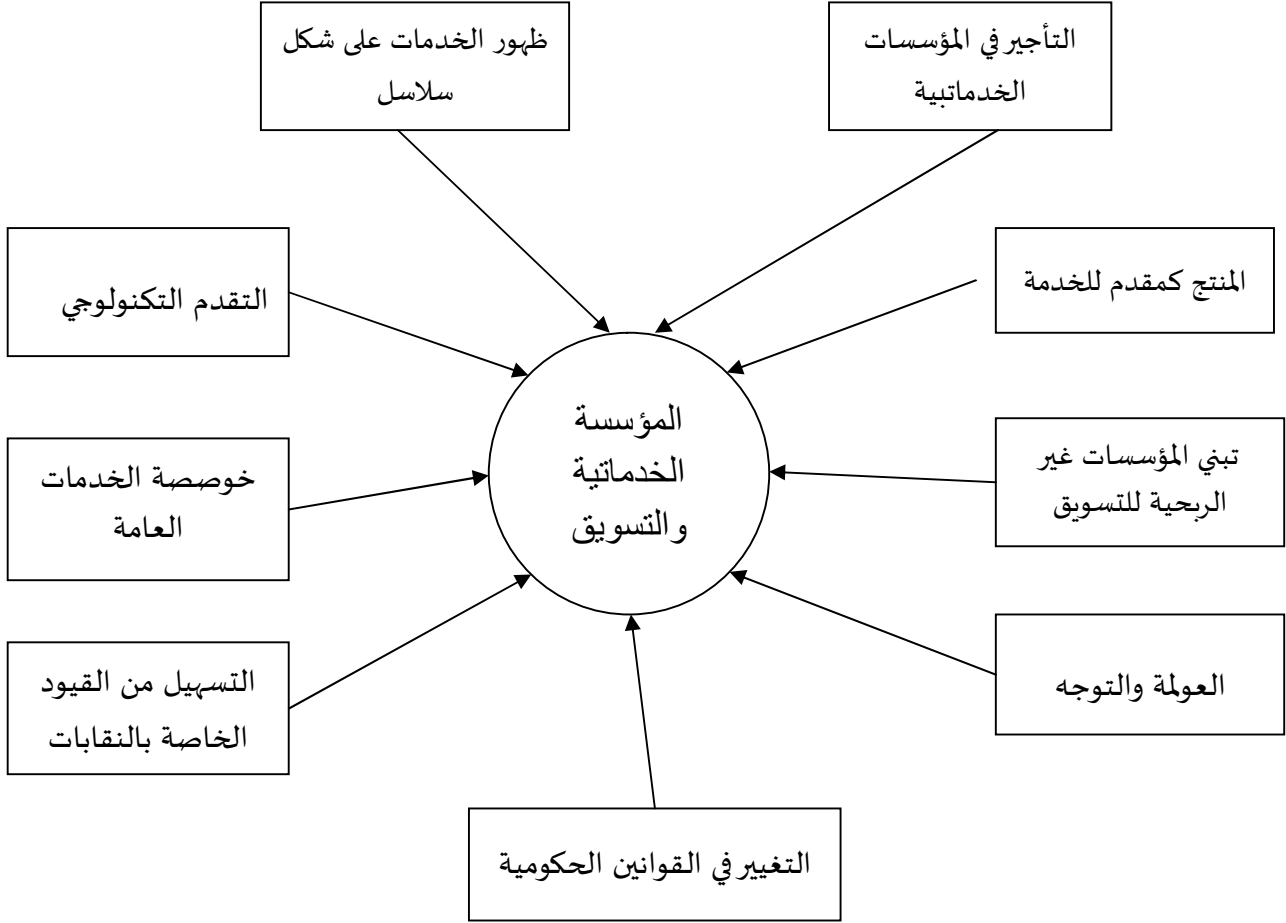 التأجير في المؤسسات
الخدماتبية
ظهور الخدمات على شكل
سلاسل
المنتج كمقدم للخدمة
التقدم التكنولوجي
المؤسسة
الخدماتية
والتسويق
تبني المؤسسات غير
الربحية للتسويق
خوصصة الخدمات
العامة
العولمة والتوجه
التسهيل من القيود
الخاصة بالنقابات
التغيير في القوانين الحكومية